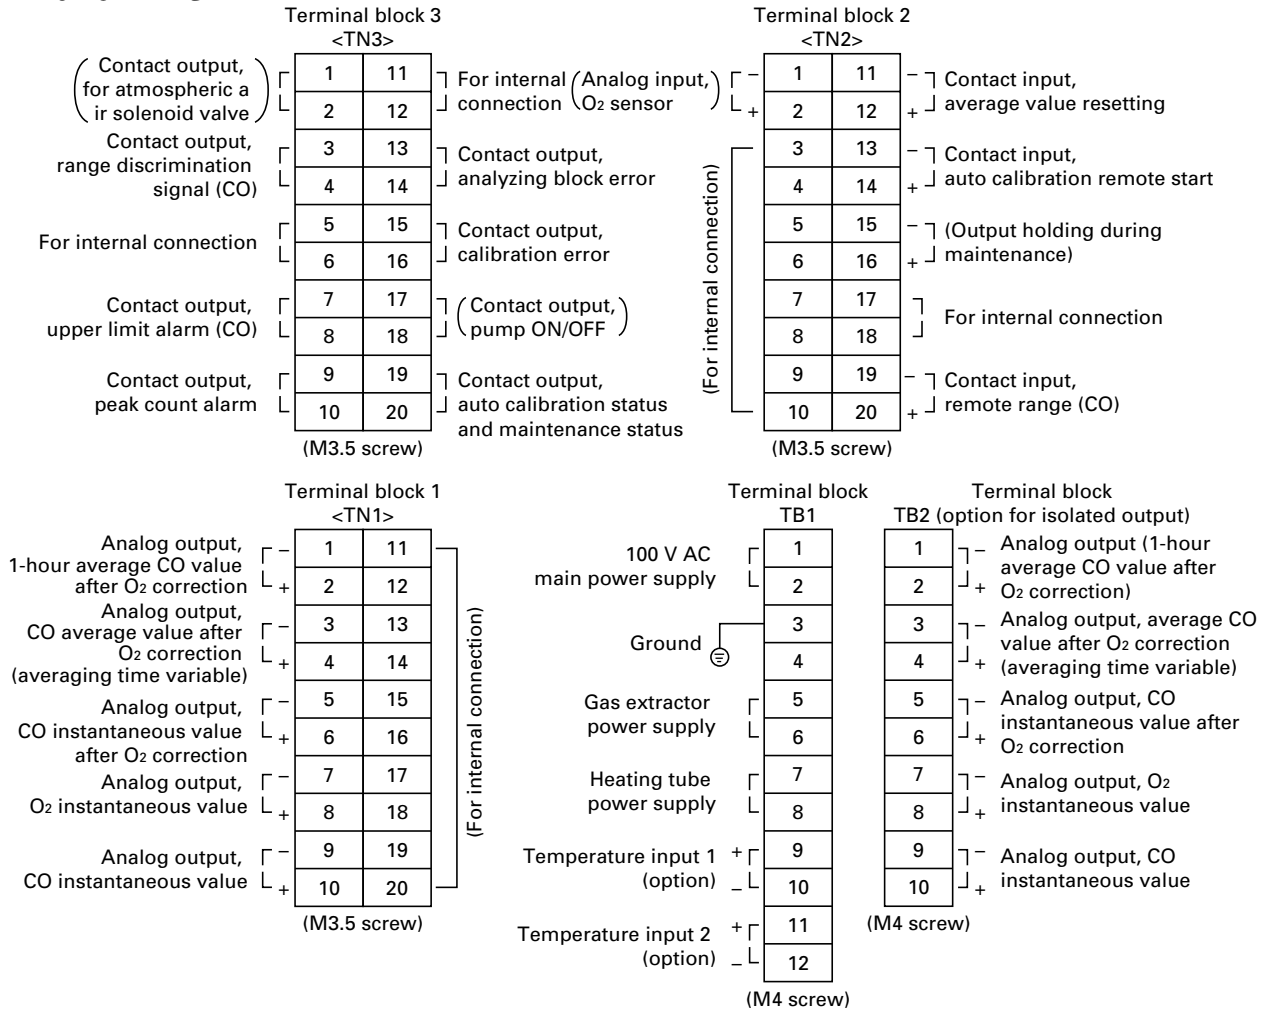 Terminal block 3
<TN3>
Contact output,
for atmospheric a
ir solenoid valve
1 11
2 12
For internal
connection
Contact output,
range discrimination
signal (CO)
3 13
4 14
Contact output,
analyzing block error
For internal connection
5 15
6 16
Contact output,
calibration error
Contact output,
upper limit alarm (CO)
7 17
8 18
(Contact output,
pump ON/OFF)
Contact output,
peak count alarm
9 19
10 20
Contact output,
auto calibration status
and maintenance status
(M3.5 screw)
Terminal block 2
<TN2>
(Analog input,
O2 sensor)
– 1 11 –
+ 2 12 +
Contact input,
average value resetting
(For internal connection)
3 13 –
4 14 +
Contact input,
auto calibration remote start
5 15 –
6 16 +
(Output holding during
maintenance)
7 17
8 18
For internal connection
9 19 –
10 20 +
Contact input,
remote range (CO)
(M3.5 screw)
Terminal block 1
<TN1>
Analog output,
1-hour average CO value
after O2 correction
– 1 11
+ 2 12
Analog output,
CO average value after
O2 correction
(averaging time variable)
– 3 13
+ 4 14
Analog output,
CO instantaneous value
after O2 correction
– 5 15
+ 6 16
Analog output,
O2 instantaneous value
– 7 17
+ 8 18
Analog output,
CO instantaneous value
– 9 19
+ 10 20
(For internal connection)
(M3.5 screw)
Terminal block
TB1
100 V AC
main power supply
1
2
Ground
3
4
Gas extractor
power supply
5
6
Heating tube
power supply
7
8
Temperature input 1
(option)
+ 9
– 10
Temperature input 2
(option)
+ 11
– 12
(M4 screw)
Terminal block
TB2 (option for isolated output)
1 –
2 +
Analog output (1-hour
average CO value after
O2 correction)
3 –
4 +
Analog output, average CO
value after O2 correction
(averaging time variable)
5 –
6 +
Analog output, CO
instantaneous value after
O2 correction
7 –
8 +
Analog output, O2
instantaneous value
9 –
10 +
Analog output, CO
instantaneous value
(M4 screw)